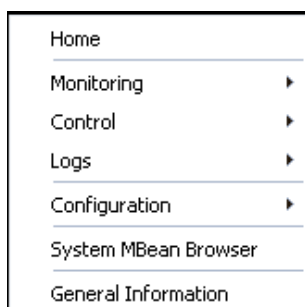 Home
Monitoring
Control
Logs
Configuration
System MBean Browser
General Information